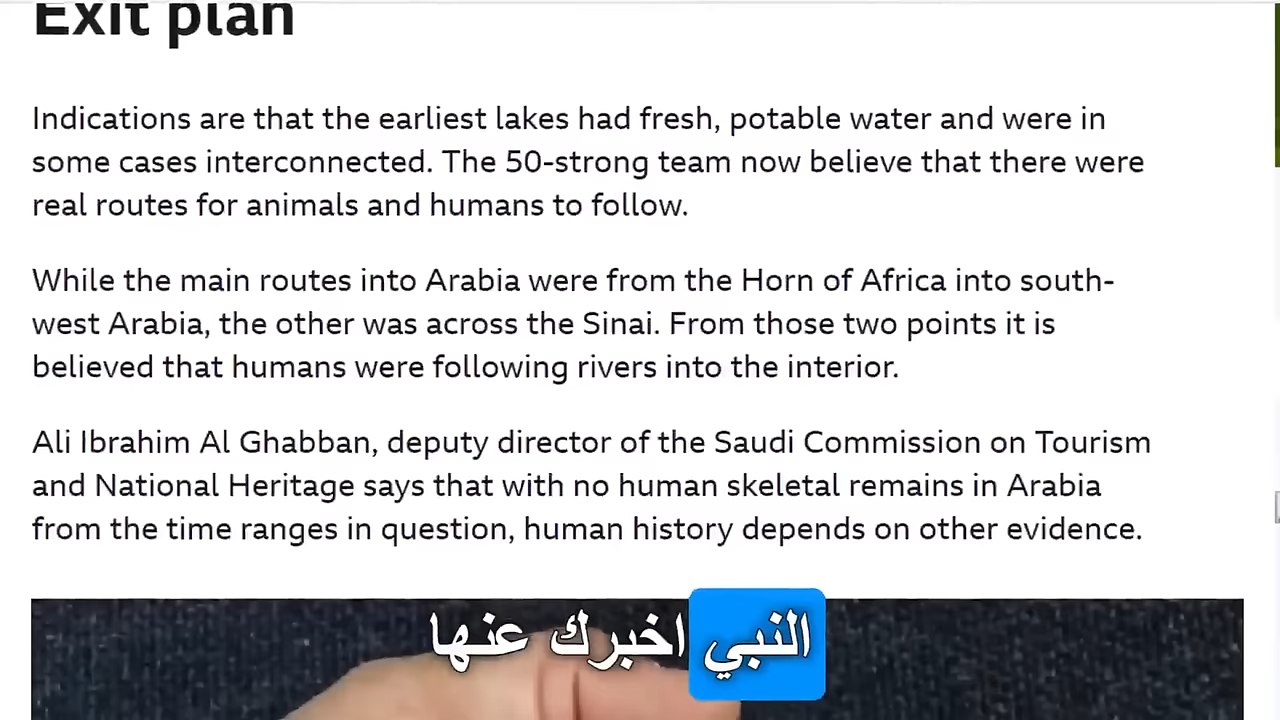 Exit plan
Indications are that the earliest lakes had fresh, potable water and were in
some cases interconnected. The 50-strong team now believe that there were
real routes for animals and humans to follow.
While the main routes into Arabia were from the Horn of Africa into south-
west Arabia, the other was across the Sinai. From those two points it is
believed that humans were following rivers into the interior.
Ali Ibrahim Al Ghabban, deputy director of the Saudi Commission on Tourism
and National Heritage says that with no human skeletal remains in Arabia
from the time ranges in question, human history depends on other evidence.
النبي اخبرك عنها